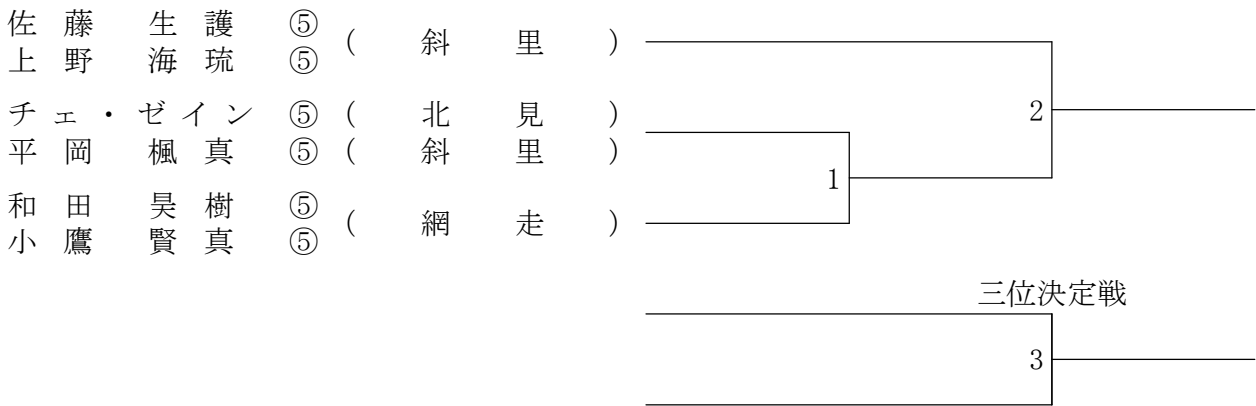 佐藤 生護 ⑤
上野 海琉 ⑤
(斜里)
チェ・ゼイン ⑤ (北見)
平岡 楓真 ⑤ (斜里)
和田 昊樹 ⑤
小鷹 賢真 ⑤
(網走)
2
1
三位決定戦
3